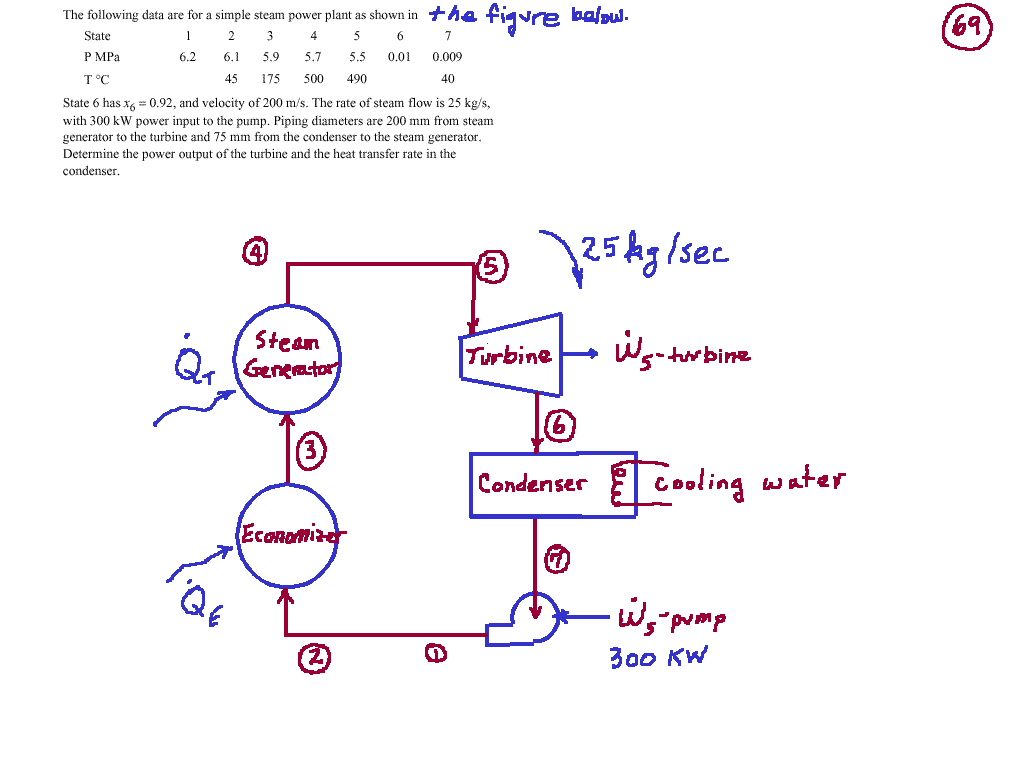 The following data are for a simple steam power plant as shown in the figure below.
69
State 1 2 3 4 5 6 7
P MPa 6.2 6.1 5.9 5.7 5.5 0.01 0.009
T °C 45 175 500 490 40
State 6 has x6 = 0.92, and velocity of 200 m/s. The rate of steam flow is 25 kg/s,
with 300 kW power input to the pump. Piping diameters are 200 mm from steam
generator to the turbine and 75 mm from the condenser to the steam generator.
Determine the power output of the turbine and the heat transfer rate in the
condenser.
4
5
25 kg/sec
Steam
Generator
Q̇T
Turbine
Ẇs-turbine
6
3
Condenser
cooling water
Economizer
7
Q̇E
Ẇs-pump
300 KW
2
1